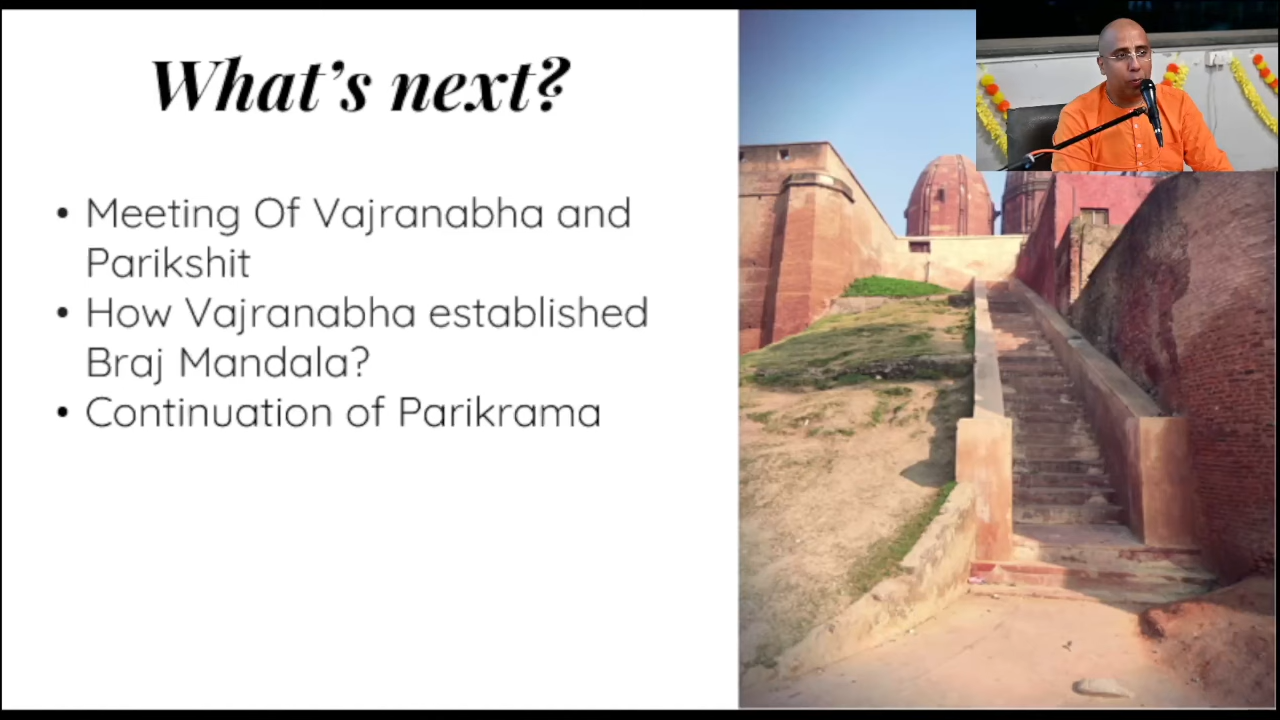 What's next?
• Meeting Of Vajranabha and
Parikshit
• How Vajranabha established
Braj Mandala?
• Continuation of Parikrama